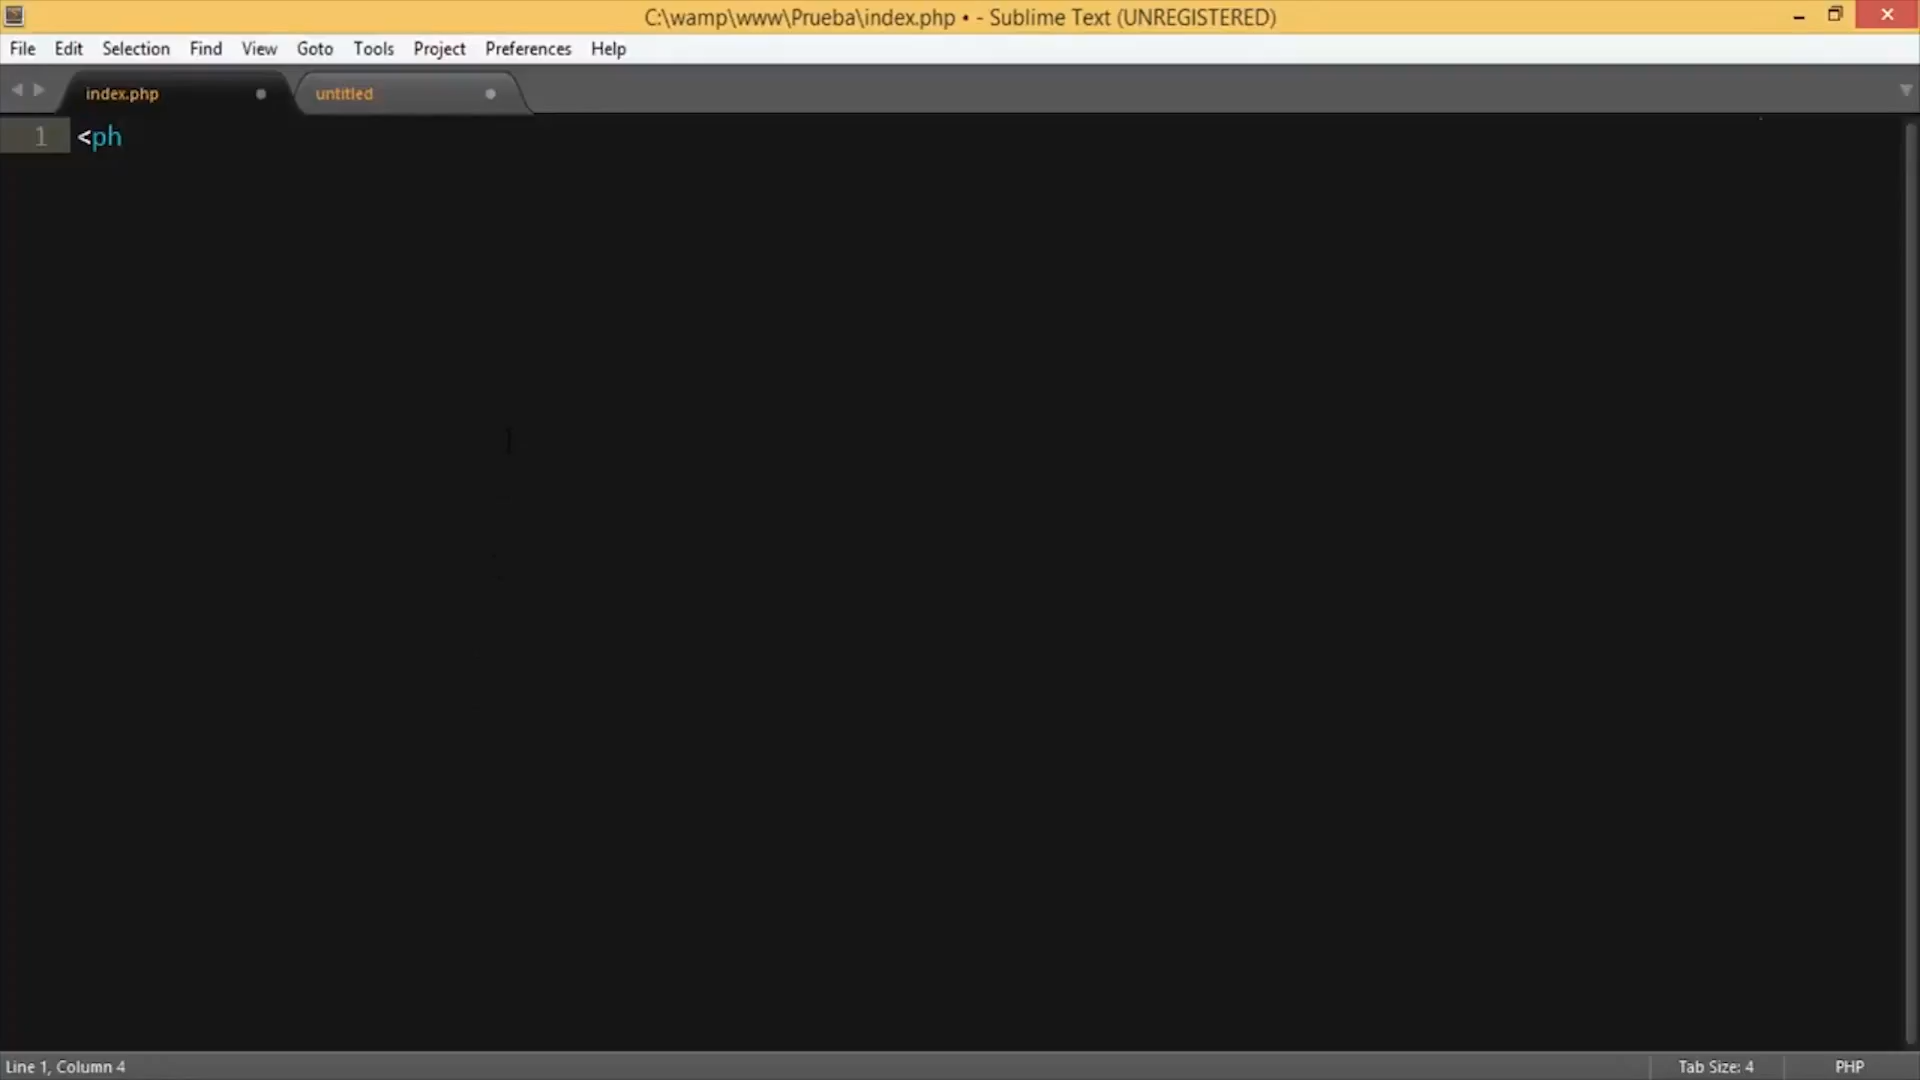 C:\wamp\www\Prueba\index.php • - Sublime Text (UNREGISTERED)
File Edit Selection Find View Goto Tools Project Preferences Help
index.php untitled
1 <ph
Line 1, Column 4 Tab Size: 4 PHP